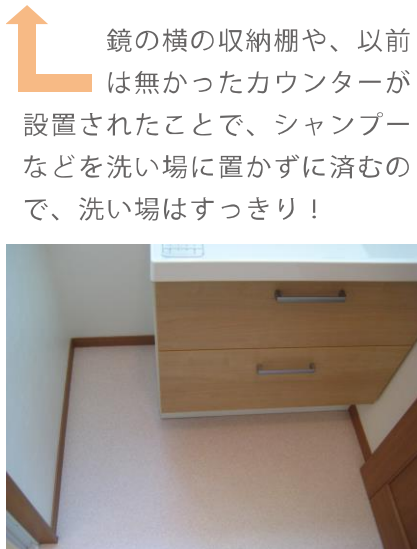 鏡の横の収納棚や、以前
は無かったカウンターが
設置されたことで、シャンプー
などを洗い場に置かずに済むの
で、洗い場はすっきり！